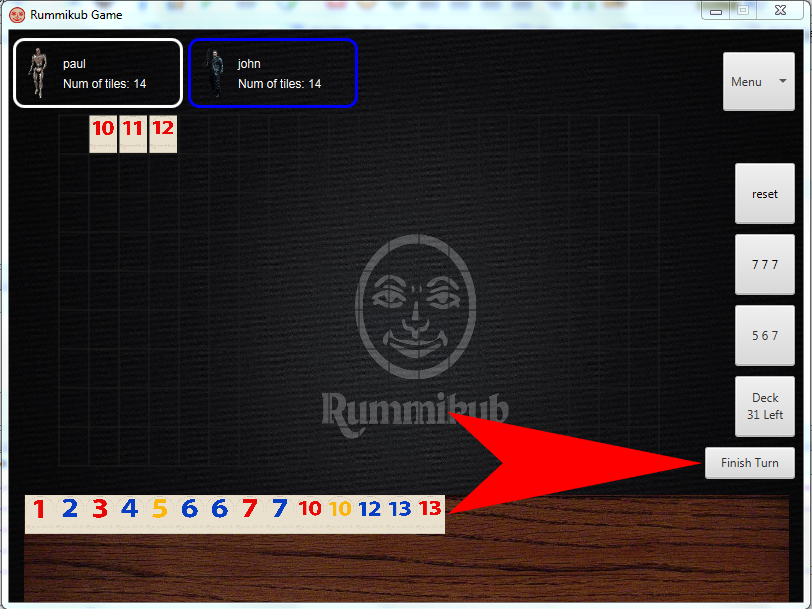 Rummikub Game
paul
Num of tiles: 14
john
Num of tiles: 14
Menu
10 11 12
reset
7 7 7
5 6 7
Rummikub
Deck
31 Left
Finish Turn
1 2 3 4 5 6 6 7 7 10 10 12 13 13